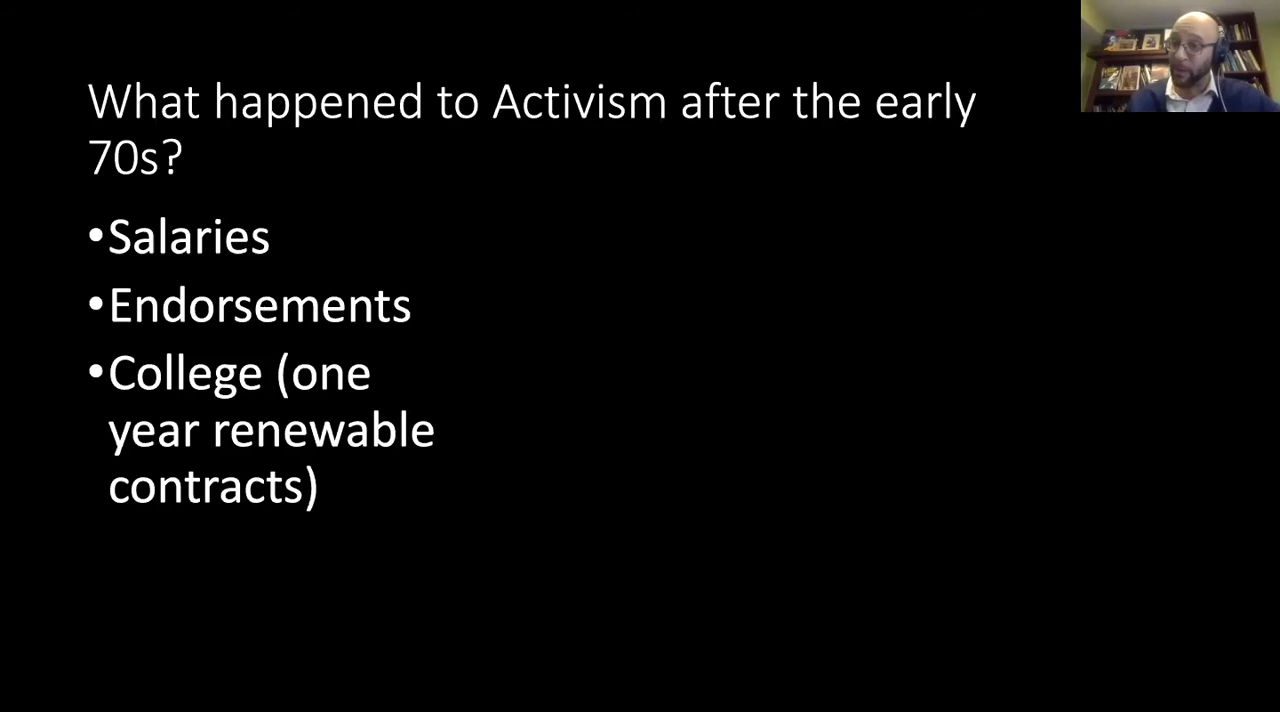 What happened to Activism after the early
70s?
•Salaries
•Endorsements
•College (one
year renewable
contracts)